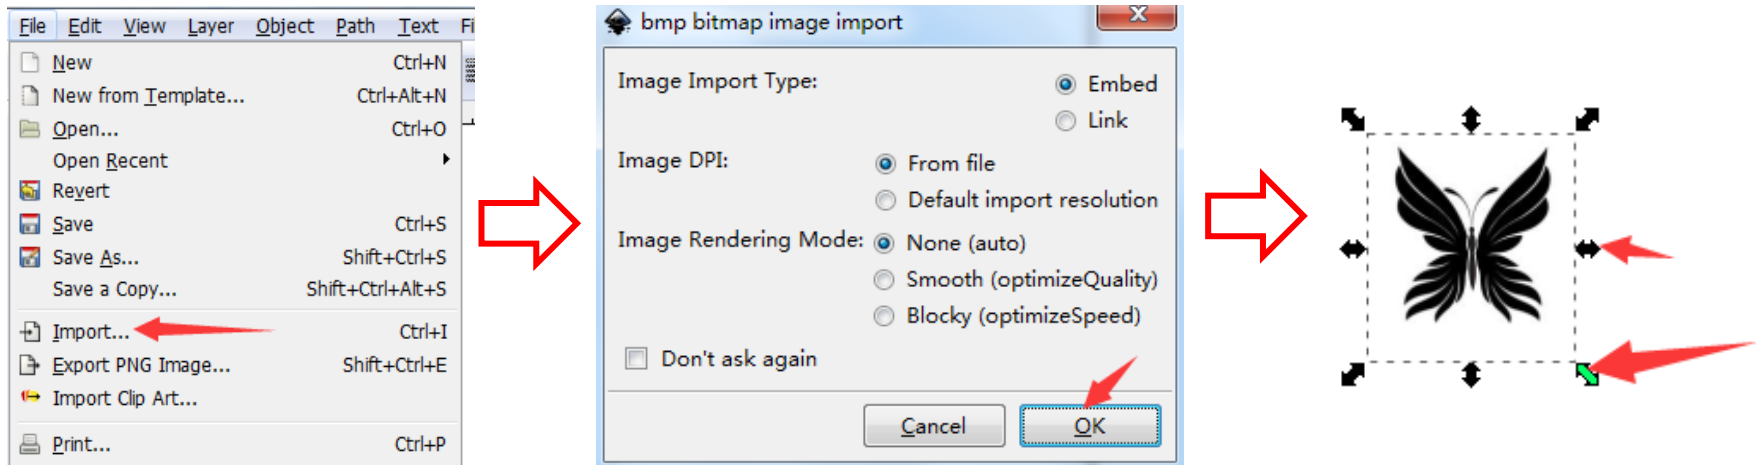 File Edit View Layer Object Path Text Fi
New Ctrl+N
New from Template... Ctrl+Alt+N
Open... Ctrl+O
Open Recent
Revert
Save Ctrl+S
Save As... Shift+Ctrl+S
Save a Copy... Shift+Ctrl+Alt+S
Import... Ctrl+I
Export PNG Image... Shift+Ctrl+E
Import Clip Art...
Print... Ctrl+P
bmp bitmap image import
Image Import Type: Embed
Link
Image DPI: From file
Default import resolution
Image Rendering Mode: None (auto)
Smooth (optimizeQuality)
Blocky (optimizeSpeed)
Don't ask again
Cancel OK